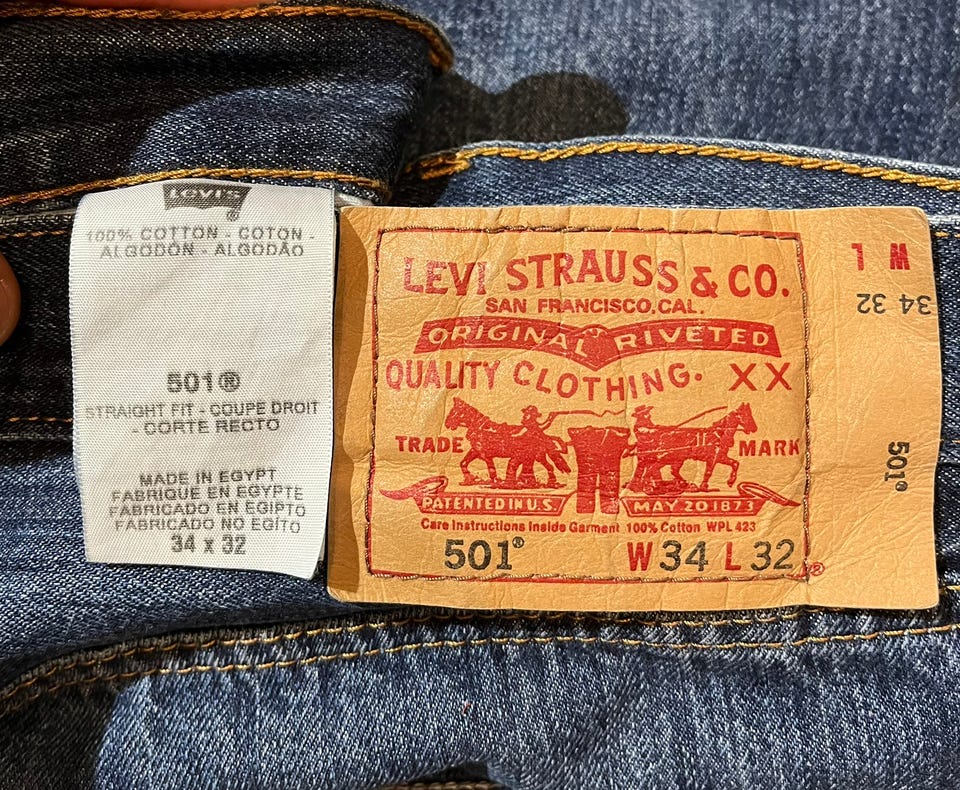 Levi's
®
100% COTTON - COTON -
ALGODÓN - ALGODÃO
501®
STRAIGHT FIT - COUPE DROIT
- CORTE RECTO
MADE IN EGYPT
FABRIQUE EN EGYPTE
FABRICADO EN EGIPTO
FABRICADO NO EGITO
34 x 32
LEVI STRAUSS & CO.
SAN FRANCISCO, CAL.
ORIGINAL RIVETED
QUALITY CLOTHING. XX
TRADE MARK
PATENTED IN U.S. MAY 20 1873
Care Instructions Inside Garment 100% Cotton WPL 423
501® W 34 L 32
®
W L
34 32
501®